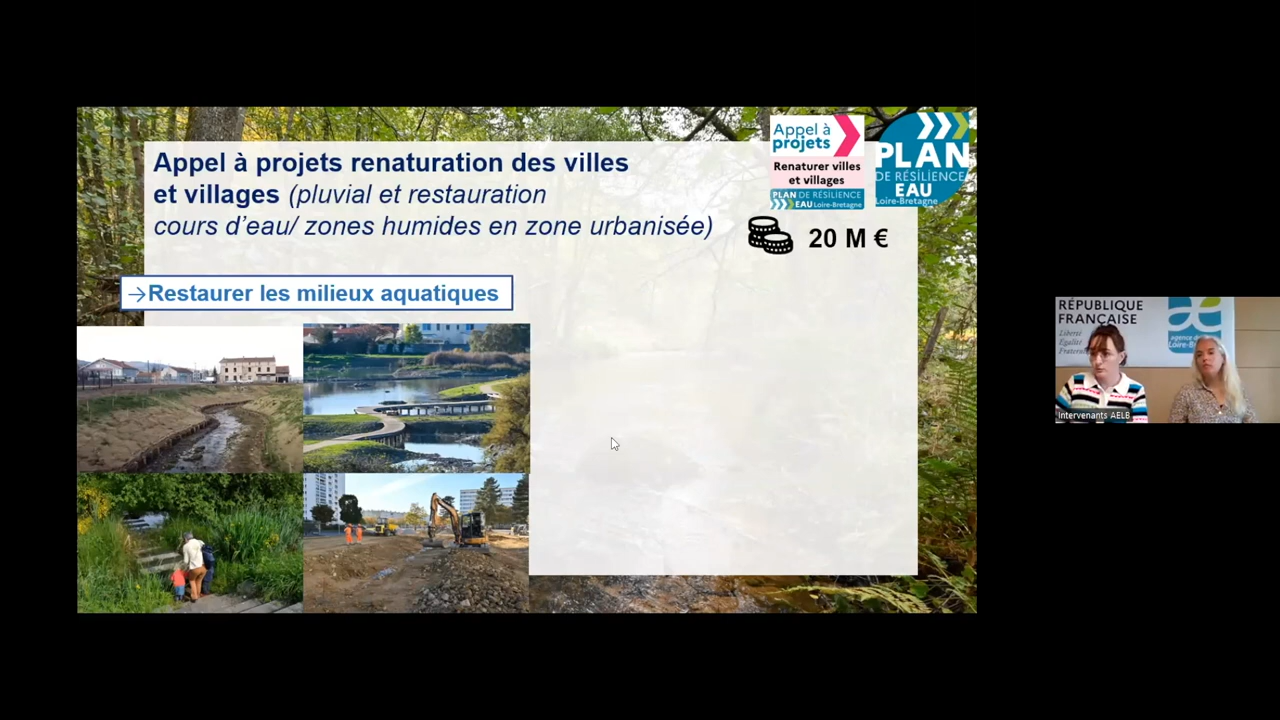 Appel à projets renaturation des villes
et villages (pluvial et restauration
cours d'eau/ zones humides en zone urbanisée)
Appel à
projets
Renaturer villes
et villages
PLAN DE RÉSILIENCE
EAU Loire-Bretagne
PLAN
DE RÉSILIENCE
EAU
Loire-Bretagne
20 M €
→Restaurer les milieux aquatiques
RÉPUBLIQUE
FRANÇAISE
Liberté
Égalité
Fraternité
Intervenants AELB